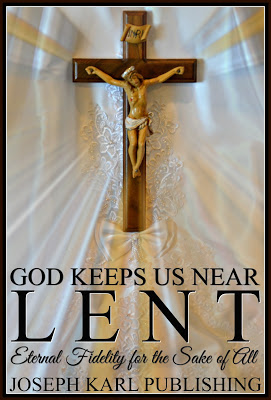 GOD KEEPS US NEAR
LENT
Eternal Fidelity for the Sake of All
JOSEPH KARL PUBLISHING